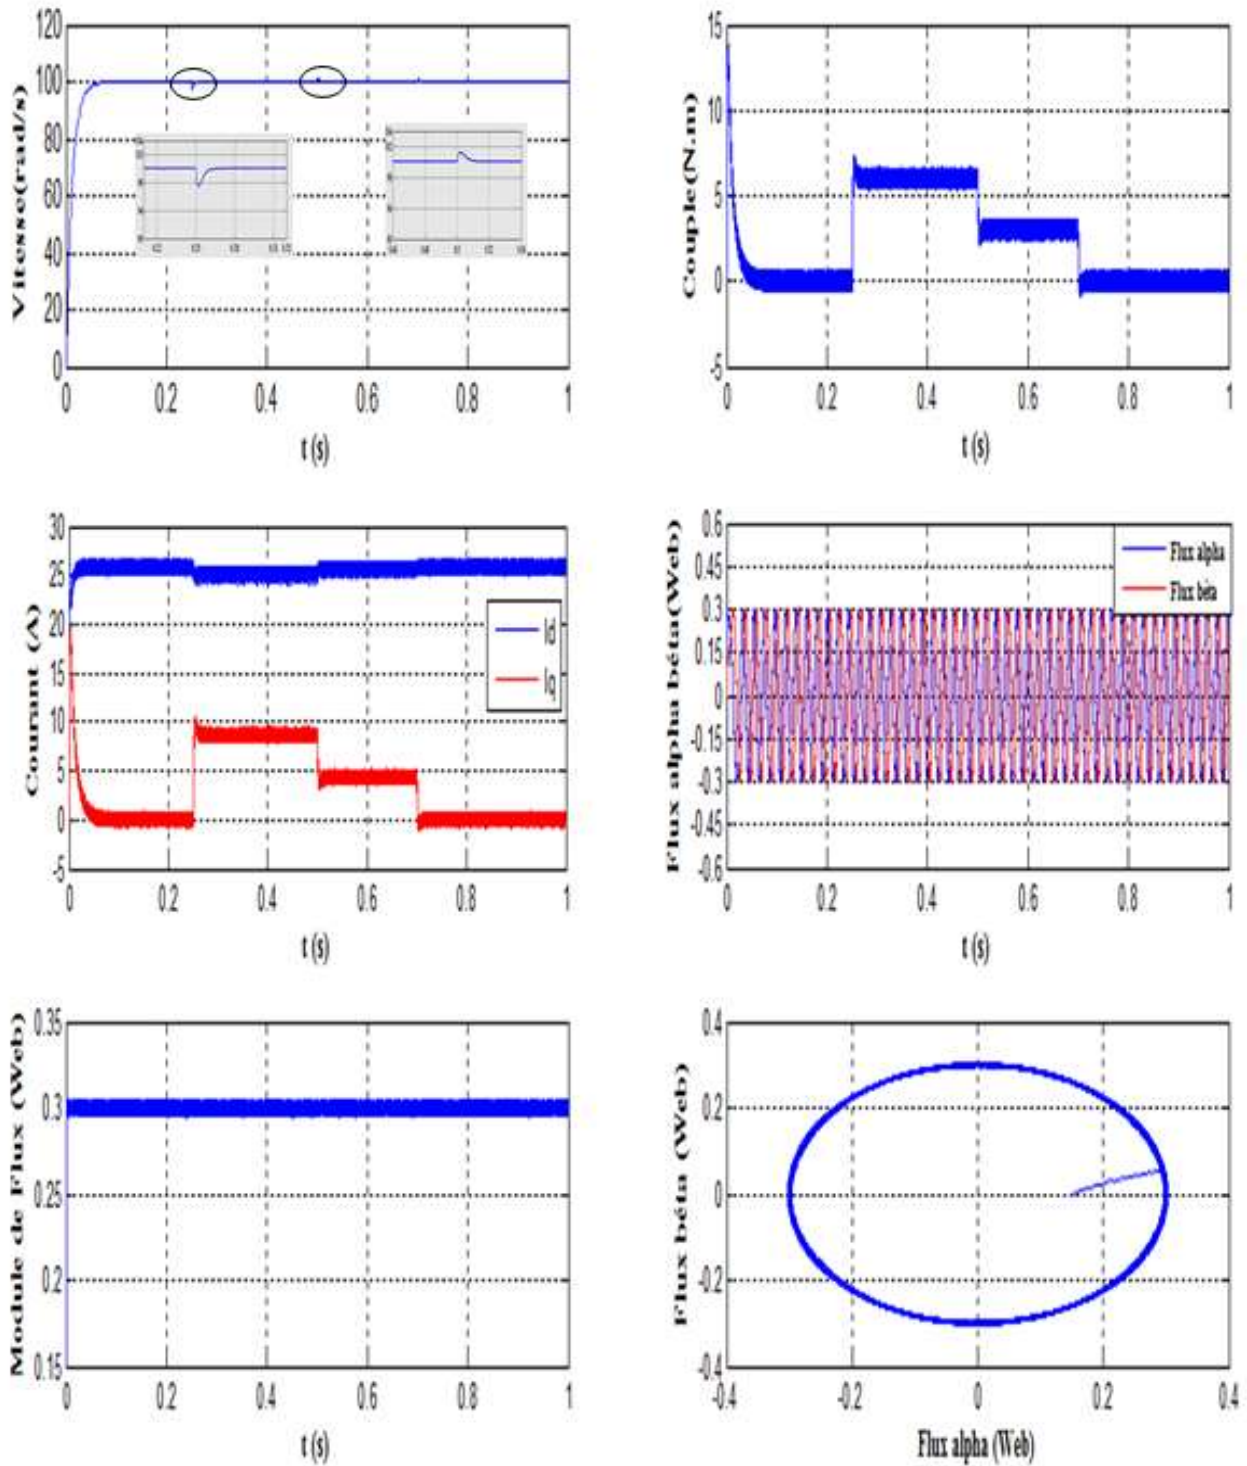 120
100
80
60
40
20
0
Vitesse(rad/s)
0 0.2 0.4 0.6 0.8 1
t (s)
15
10
5
0
-5
Couple(N.m)
0 0.2 0.4 0.6 0.8 1
t (s)
30
25
20
15
10
5
0
-5
Courant (A)
Id
Iq
0 0.2 0.4 0.6 0.8 1
t (s)
0.6
0.45
0.3
0.15
0
-0.15
-0.3
-0.45
-0.6
Flux alpha béta(Web)
Flux alpha
Flux bèta
0 0.2 0.4 0.6 0.8 1
t (s)
0.35
0.3
0.25
0.2
0.15
Module de Flux (Web)
0 0.2 0.4 0.6 0.8 1
t (s)
0.4
0.2
0
-0.2
-0.4
Flux béta (Web)
-0.4 -0.2 0 0.2 0.4
Flux alpha (Web)